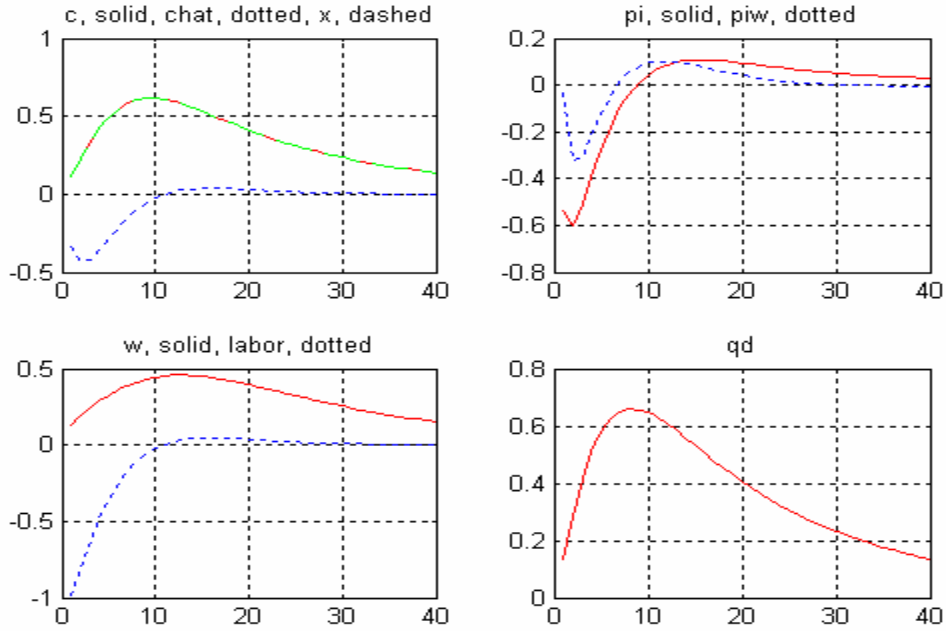 c, solid, chat, dotted, x, dashed
1
0.5
0
-0.5
0 10 20 30 40
pi, solid, piw, dotted
0.2
0
-0.2
-0.4
-0.6
-0.8
0 10 20 30 40
w, solid, labor, dotted
0.5
0
-0.5
-1
0 10 20 30 40
qd
0.8
0.6
0.4
0.2
0
0 10 20 30 40